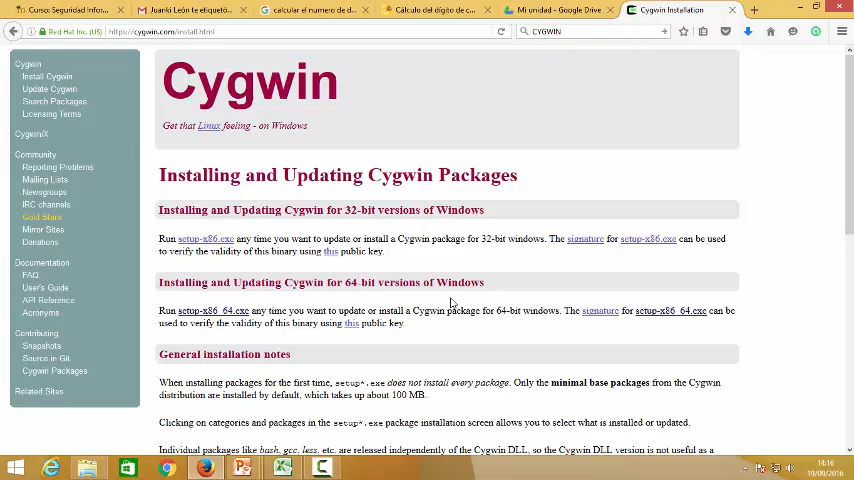 Curso: Seguridad Infor...
Juanki León te etiquetó...
calcular el numero de d...
Cálculo del dígito de c...
Mi unidad - Google Drive
Cygwin Installation
Red Hat Inc. (US)
https://cygwin.com/install.html
CYGWIN
Cygwin
Install Cygwin
Update Cygwin
Search Packages
Licensing Terms
Cygwin/X
Community
Reporting Problems
Mailing Lists
Newsgroups
IRC channels
Gold Stars
Mirror Sites
Donations
Documentation
FAQ
User's Guide
API Reference
Acronyms
Contributing
Snapshots
Source in Git
Cygwin Packages
Related Sites
Cygwin
Get that Linux feeling - on Windows
Installing and Updating Cygwin Packages
Installing and Updating Cygwin for 32-bit versions of Windows
Run setup-x86.exe any time you want to update or install a Cygwin package for 32-bit windows. The signature for setup-x86.exe can be used
to verify the validity of this binary using this public key.
Installing and Updating Cygwin for 64-bit versions of Windows
Run setup-x86_64.exe any time you want to update or install a Cygwin package for 64-bit windows. The signature for setup-x86_64.exe can be
used to verify the validity of this binary using this public key.
General installation notes
When installing packages for the first time, setup*.exe does not install every package. Only the minimal base packages from the Cygwin
distribution are installed by default, which takes up about 100 MB.
Clicking on categories and packages in the setup*.exe package installation screen allows you to select what is installed or updated.
Individual packages like bash, gcc, less, etc. are released independently of the Cygwin DLL, so the Cygwin DLL version is not useful as a
14:16
19/09/2016